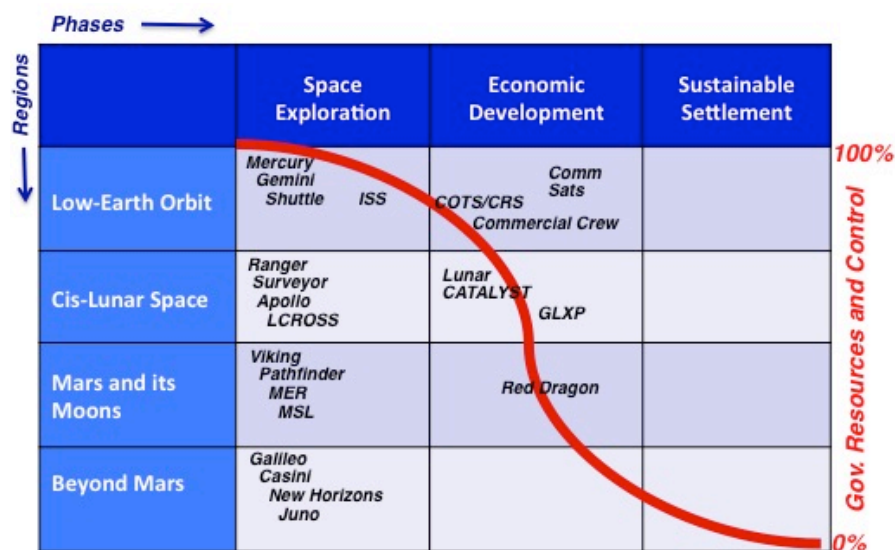 Phases
Regions
Space
Exploration
Economic
Development
Sustainable
Settlement
100%
Low-Earth Orbit
Mercury
Gemini
Shuttle
ISS
COTS/CRS
Comm
Sats
Commercial Crew
Cis-Lunar Space
Ranger
Surveyor
Apollo
LCROSS
Lunar
CATALYST
GLXP
Mars and its
Moons
Viking
Pathfinder
MER
MSL
Red Dragon
Beyond Mars
Galileo
Casini
New Horizons
Juno
Gov. Resources and Control
0%